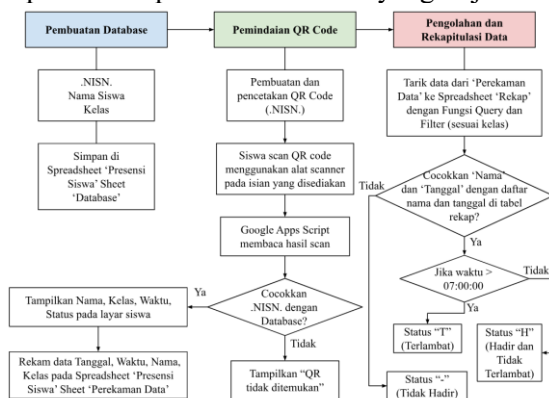 Pembuatan Database
Pemindaian QR Code
Pengolahan dan
Rekapitulasi Data
.NISN.
Nama Siswa
Kelas
Simpan di
Spreadsheet ‘Presensi
Siswa’ Sheet
‘Database’
Pembuatan dan
pencetakan QR Code
(.NISN.)
Siswa scan QR code
menggunakan alat scanner
pada isian yang disediakan
Google Apps Script
membaca hasil scan
Cocokkan
.NISN. dengan
Database?
Ya
Tampilkan Nama, Kelas, Waktu,
Status pada layar siswa
Rekam data Tanggal, Waktu, Nama,
Kelas pada Spreadsheet ‘Presensi
Siswa’ Sheet ‘Perekaman Data’
Tidak
Tampilkan “QR
tidak ditemukan”
Tarik data dari ‘Perekaman
Data’ ke Spreadsheet ‘Rekap’
dengan Fungsi Query dan
Filter (sesuai kelas)
Tidak
Cocokkan ‘Nama’
dan ‘Tanggal’ dengan daftar
nama dan tanggal di tabel
rekap?
Ya
Jika waktu >
07:00:00
Tidak
Ya
Status “T”
(Terlambat)
Status “H”
(Hadir dan
Tidak
Terlambat)
Status “-”
(Tidak Hadir)